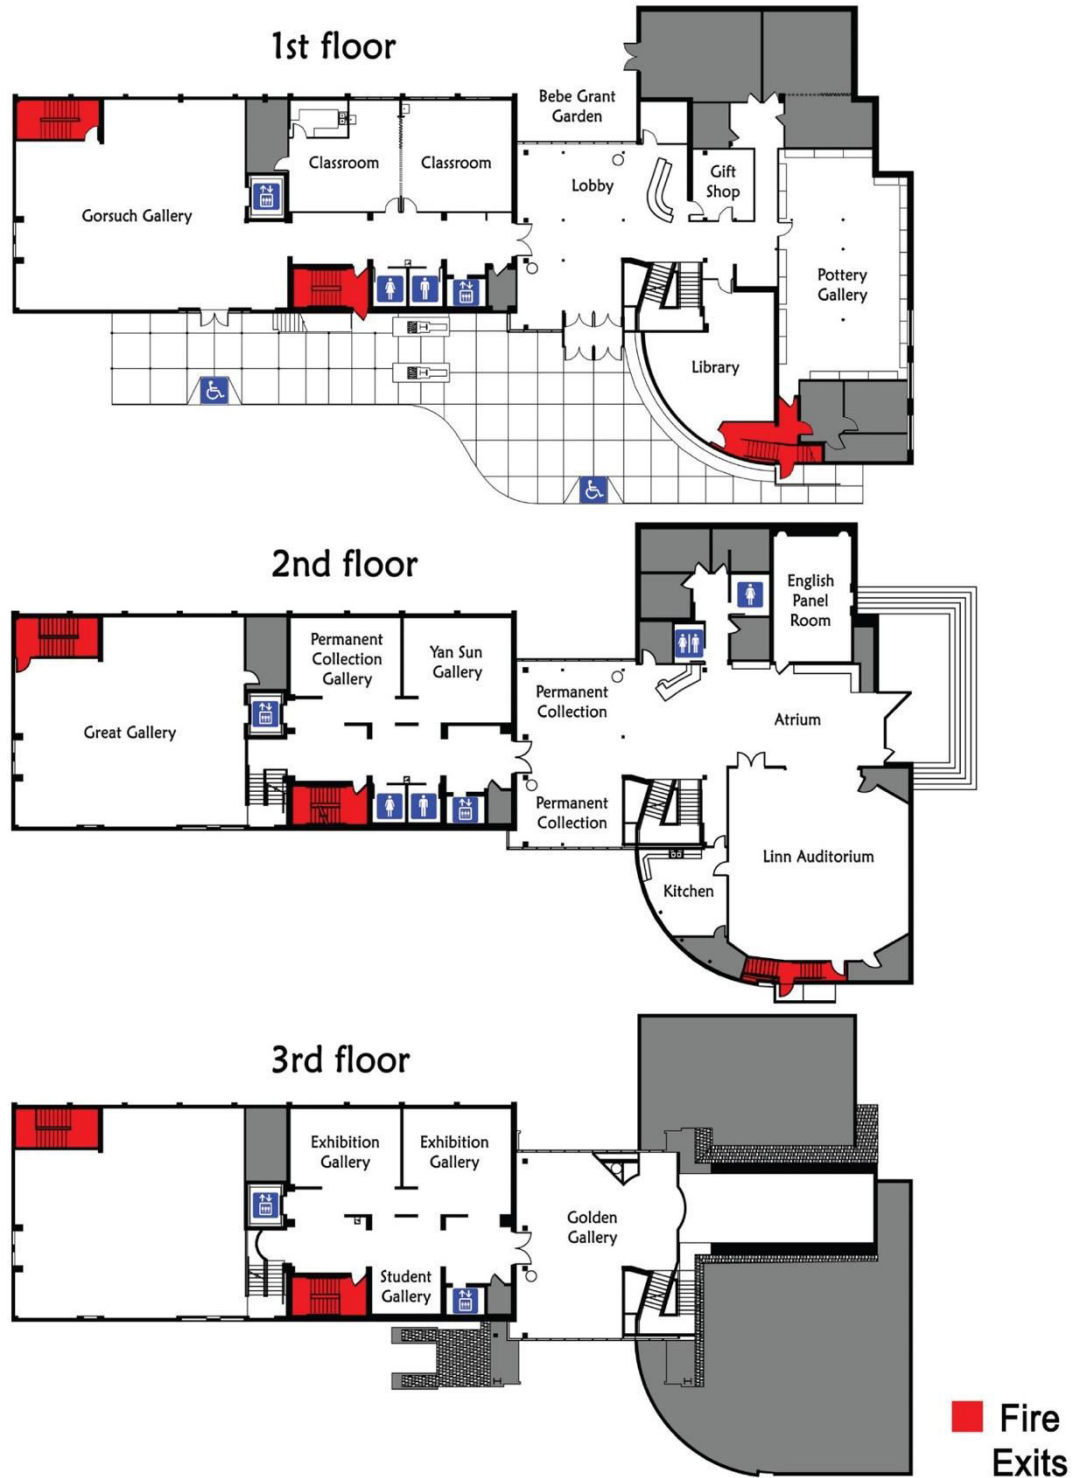 1st floor
Bebe Grant
Garden
Classroom
Classroom
Lobby
Gift
Shop
Gorsuch Gallery
Pottery
Gallery
Library
2nd floor
English
Panel
Room
Permanent
Collection
Gallery
Yan Sun
Gallery
Permanent
Collection
Atrium
Great Gallery
Permanent
Collection
Linn Auditorium
Kitchen
3rd floor
Exhibition
Gallery
Exhibition
Gallery
Golden
Gallery
Student
Gallery
Fire
Exits